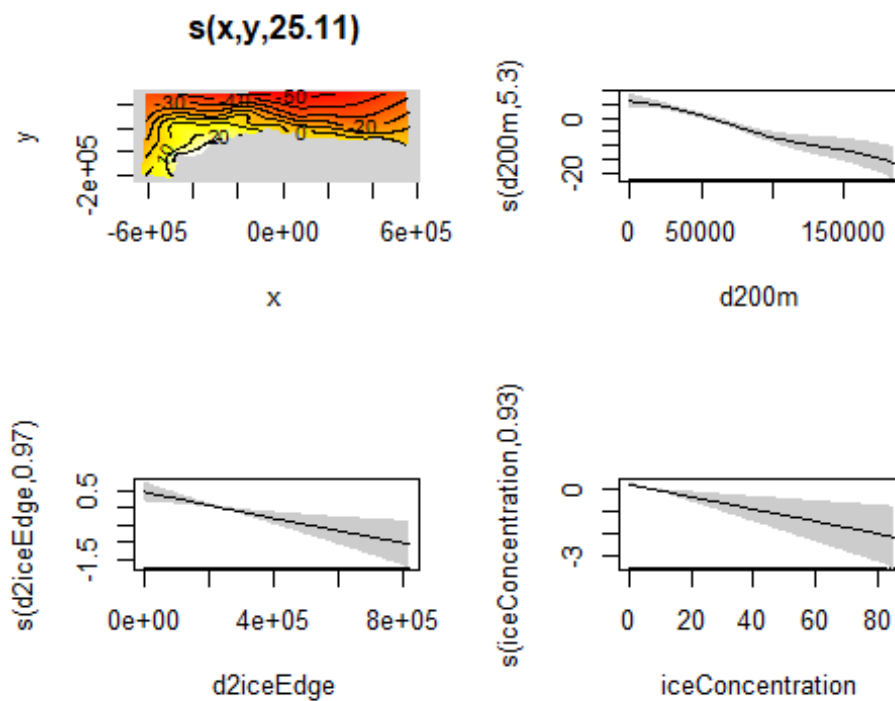 s(x,y,25.11)
-30 -40 -50
-20 0 -20
y
-2e+05
-6e+05 0e+00 6e+05
x
s(d200m,5.3)
0
-20
0 50000 150000
d200m
s(d2iceEdge,0.97)
0.5
-1.5
0e+00 4e+05 8e+05
d2iceEdge
s(iceConcentration,0.93)
0
-3
0 20 40 60 80
iceConcentration